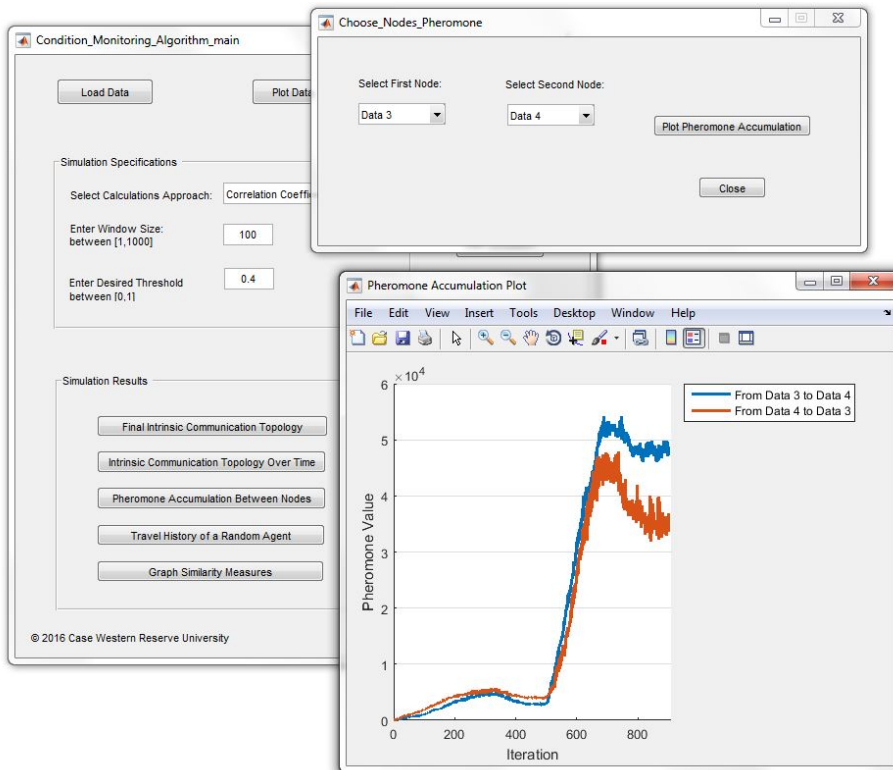 Condition_Monitoring_Algorithm_main
Load Data
Plot Data
Simulation Specifications
Select Calculations Approach:
Correlation Coeffi
Enter Window Size:
between [1,1000]
100
Enter Desired Threshold
between [0,1]
0.4
Simulation Results
Final Intrinsic Communication Topology
Intrinsic Communication Topology Over Time
Pheromone Accumulation Between Nodes
Travel History of a Random Agent
Graph Similarity Measures
© 2016 Case Western Reserve University
Choose_Nodes_Pheromone
Select First Node:
Select Second Node:
Data 3
Data 4
Plot Pheromone Accumulation
Close
Pheromone Accumulation Plot
File Edit View Insert Tools Desktop Window Help
×10⁴
6
5
4
3
2
1
0
Pheromone Value
0 200 400 600 800
Iteration
From Data 3 to Data 4
From Data 4 to Data 3